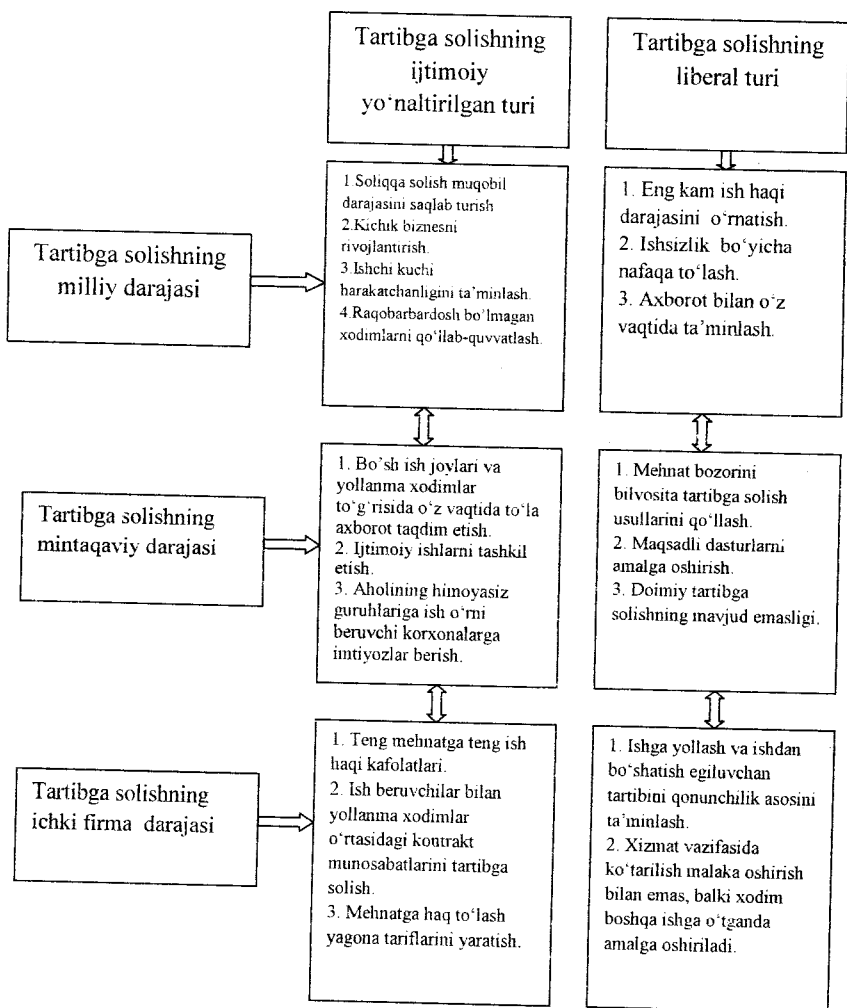 Tartibga solishning
ijtimoiy
yo‘naltirilgan turi
Tartibga solishning
liberal turi
Tartibga solishning
milliy darajasi
1.Soliqqa solish muqobil
darajasini saqlab turish
2.Kichik biznesni
rivojlantirish.
3.Ishchi kuchi
harakatchanligini ta’minlash.
4.Raqobarbardosh bo‘lmagan
xodimlarni qo‘ilab-quvvatlash.
1. Eng kam ish haqi
darajasini o‘rnatish.
2. Ishsizlik bo‘yicha
nafaqa to‘lash.
3. Axborot bilan o‘z
vaqtida ta’minlash.
Tartibga solishning
mintaqaviy darajasi
1. Bo’sh ish joylari va
yollanma xodimlar
to‘g‘risida o‘z vaqtida to‘la
axborot taqdim etish.
2. Ijtimoiy ishlarni tashkil
etish.
3. Aholining himoyasiz
guruhlariga ish o‘rni
beruvchi korxonalarga
imtiyozlar berish.
1. Mehnat bozorini
bilvosita tartibga solish
usullarini qo‘llash.
2. Maqsadli dasturlarni
amalga oshirish.
3. Doimiy tartibga
solishning mavjud emasligi.
Tartibga solishning
ichki firma darajasi
1. Teng mehnatga teng ish
haqi kafolatlari.
2. Ish beruvchilar bilan
yollanma xodimlar
o‘rtasidagi kontrakt
munosabatlarini tartibga
solish.
3. Mehnatga haq to‘lash
yagona tariflarini yaratish.
1. Ishga yollash va ishdan
bo‘shatish egiluvchan
tartibini qonunchilik asosini
ta’minlash.
2. Xizmat vazifasida
ko‘tarilish malaka oshirish
bilan emas, balki xodim
boshqa ishga o‘tganda
amalga oshiriladi.